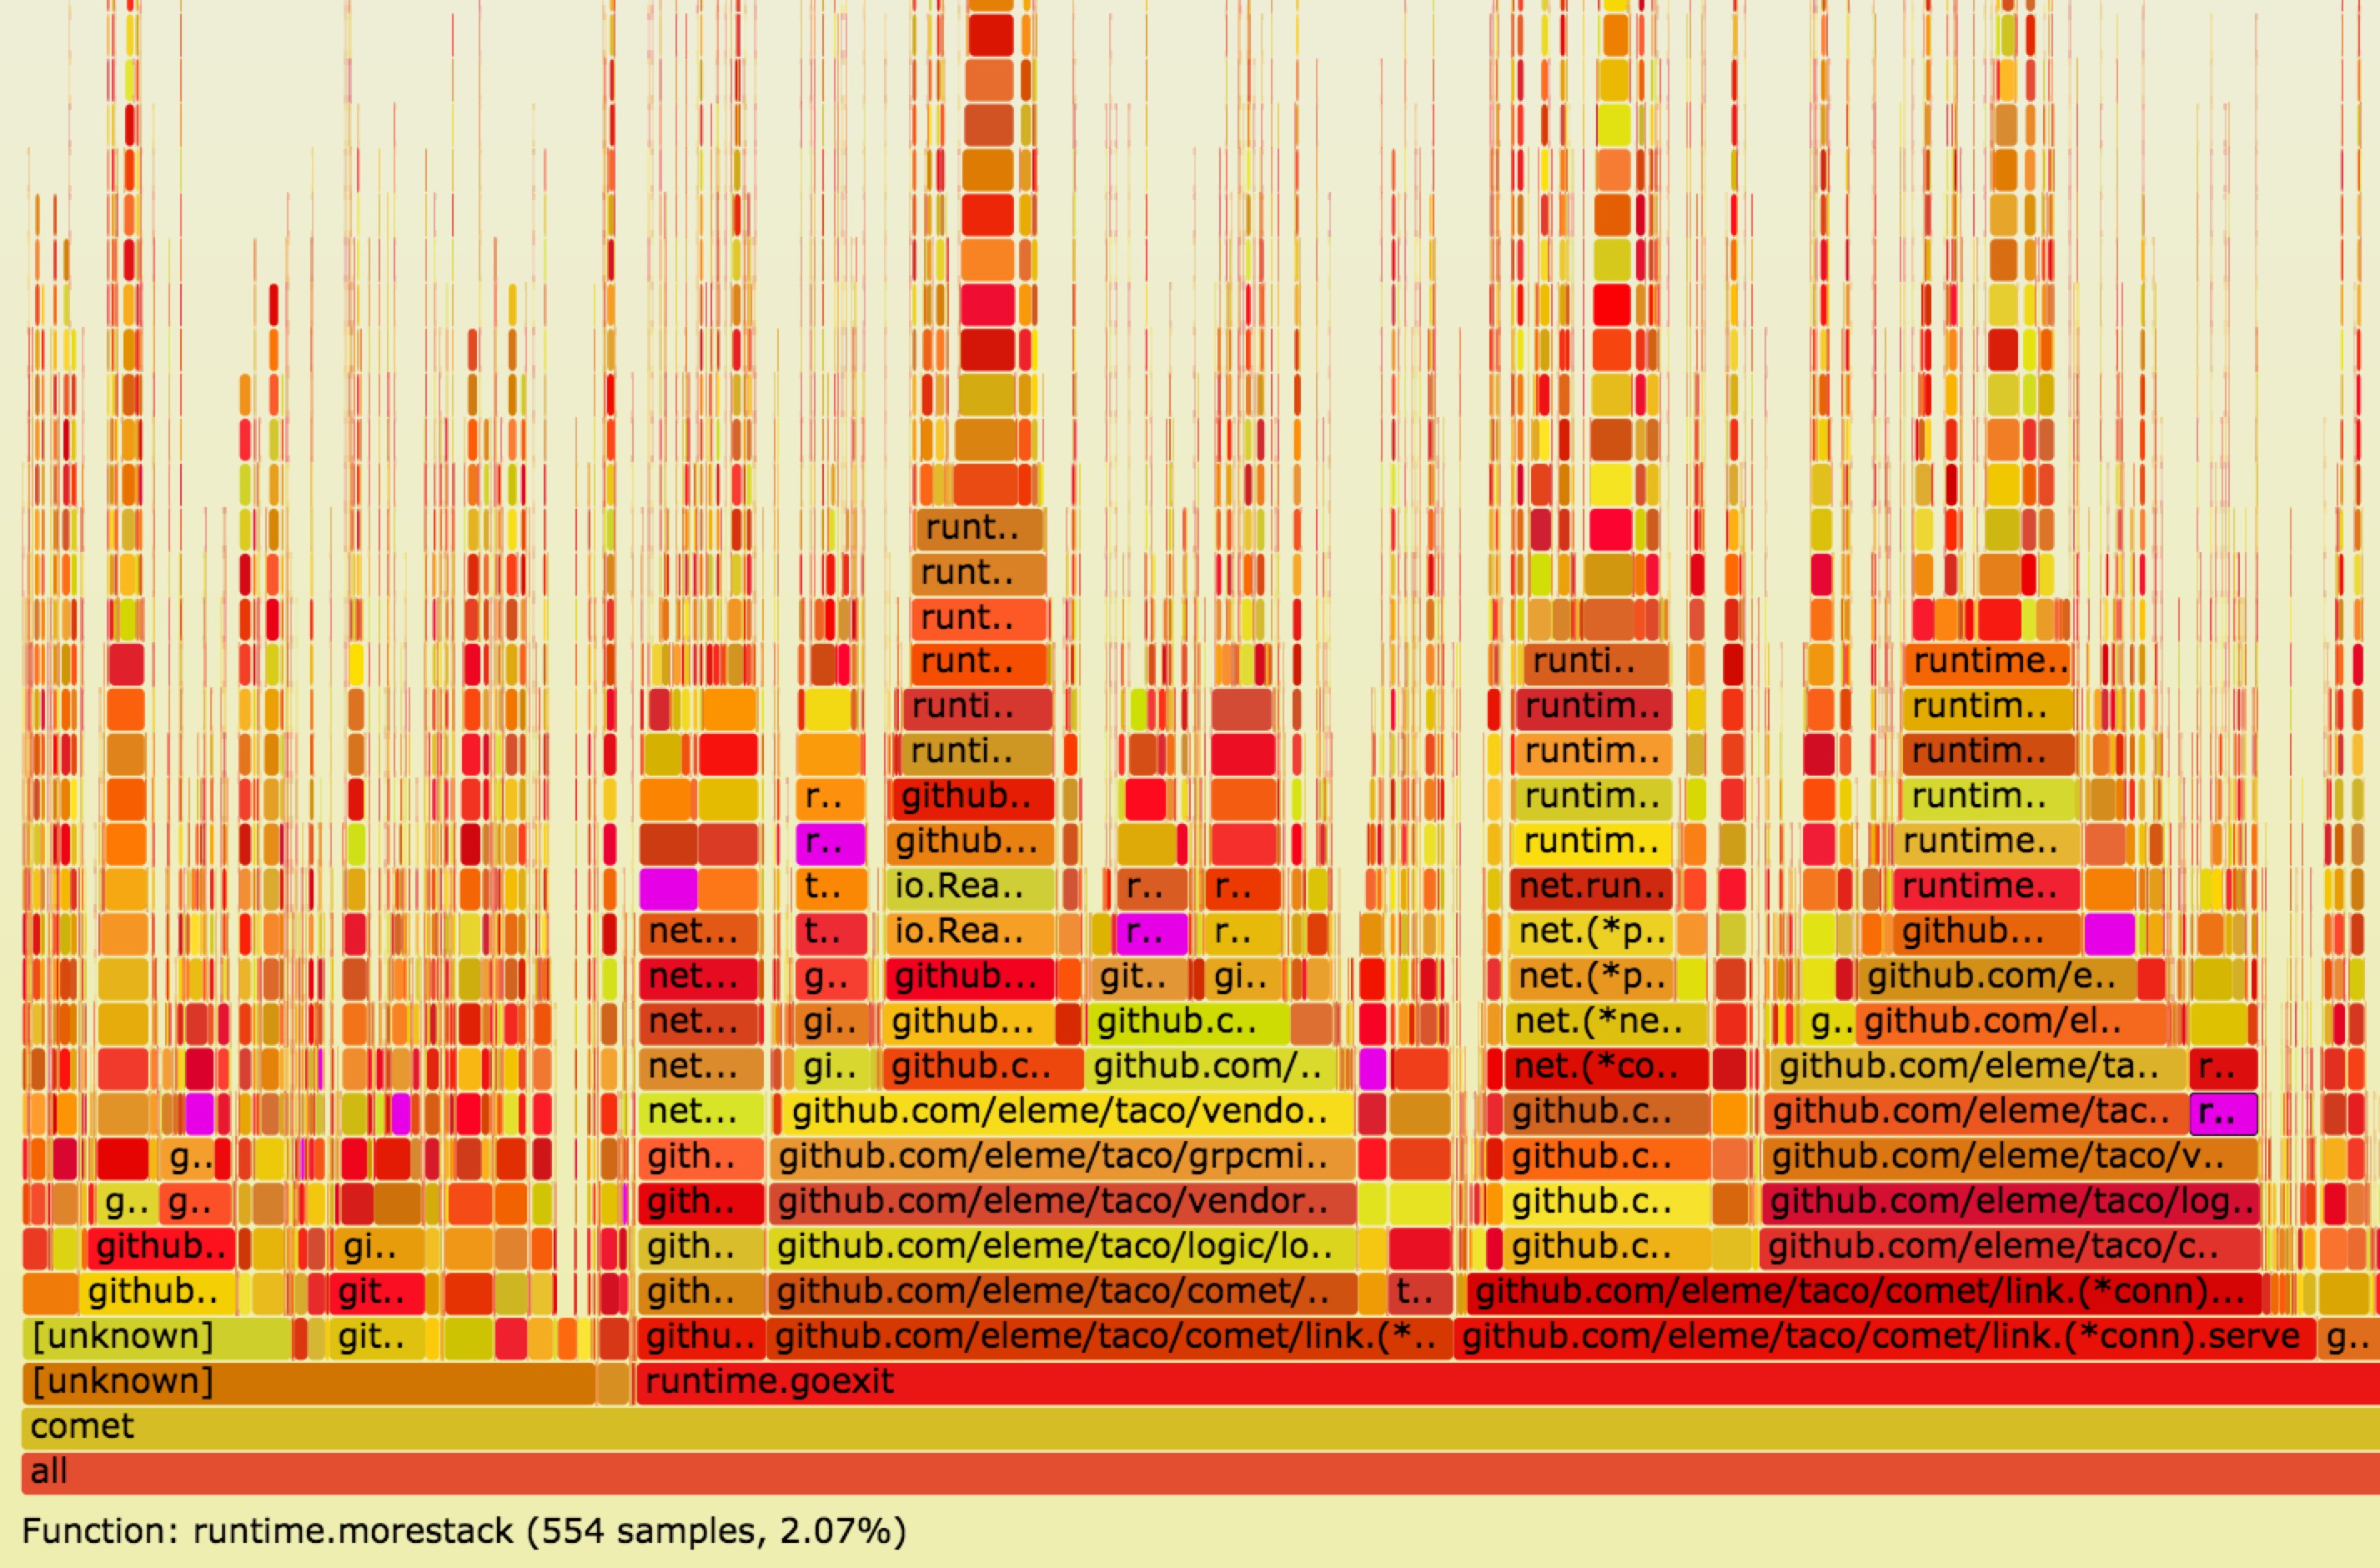 runt..
runt..
runt..
runt.. runti.. runtime..
runti.. runtim.. runtim..
runti.. runtim.. runtim..
r.. github.. runtim.. runtim..
r.. github... runtim.. runtime..
t.. io.Rea.. r.. r.. net.run.. runtime..
net... t.. io.Rea.. r.. r.. net.(*p.. github...
net... g.. github... git.. gi.. net.(*p.. github.com/e..
net... gi.. github... github.c.. net.(*ne.. g.. github.com/el..
net... gi.. github.c.. github.com/.. net.(*co.. github.com/eleme/ta.. r..
net... github.com/eleme/taco/vendo.. github.c.. github.com/eleme/tac.. r..
g.. gith.. github.com/eleme/taco/grpcmi.. github.c.. github.com/eleme/taco/v..
g.. g.. gith.. github.com/eleme/taco/vendor.. github.c.. github.com/eleme/taco/log..
github.. gi.. gith.. github.com/eleme/taco/logic/lo.. github.c.. github.com/eleme/taco/c..
github.. git.. gith.. github.com/eleme/taco/comet/.. t.. github.com/eleme/taco/comet/link.(*conn)...
[unknown] git.. githu.. github.com/eleme/taco/comet/link.(*.. github.com/eleme/taco/comet/link.(*conn).serve g..
[unknown] runtime.goexit
comet
all
Function: runtime.morestack (554 samples, 2.07%)